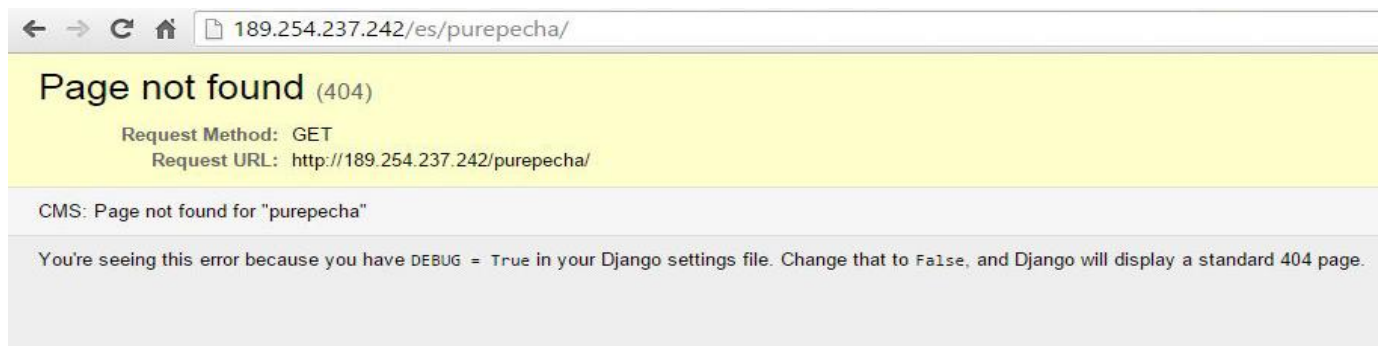 189.254.237.242/es/purepecha/
Page not found (404)
Request Method: GET
Request URL: http://189.254.237.242/purepecha/
CMS: Page not found for "purepecha"
You're seeing this error because you have DEBUG = True in your Django settings file. Change that to False, and Django will display a standard 404 page.